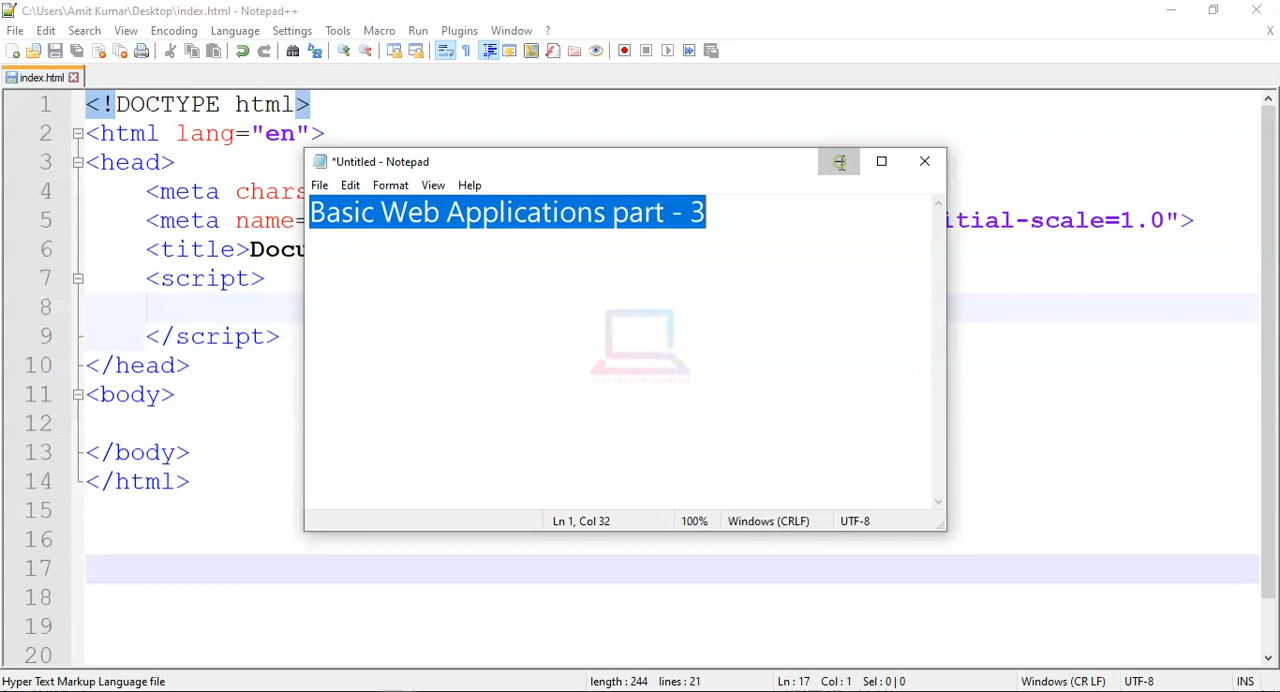 C:\Users\Amit Kumar\Desktop\index.html - Notepad++
File Edit Search View Encoding Language Settings Tools Macro Run Plugins Window ?
X
index.html
1 <!DOCTYPE html>
2 <html lang="en">
3 <head>
4 <meta chars
5 <meta name= itial-scale=1.0">
6 <title>Docu
7 <script>
8
9 </script>
10 </head>
11 <body>
12
13 </body>
14 </html>
15
16
17
18
19
20
*Untitled - Notepad
File Edit Format View Help
Basic Web Applications part - 3
Ln 1, Col 32 100% Windows (CRLF) UTF-8
Hyper Text Markup Language file length : 244 lines : 21 Ln : 17 Col : 1 Sel : 0 | 0 Windows (CR LF) UTF-8 INS